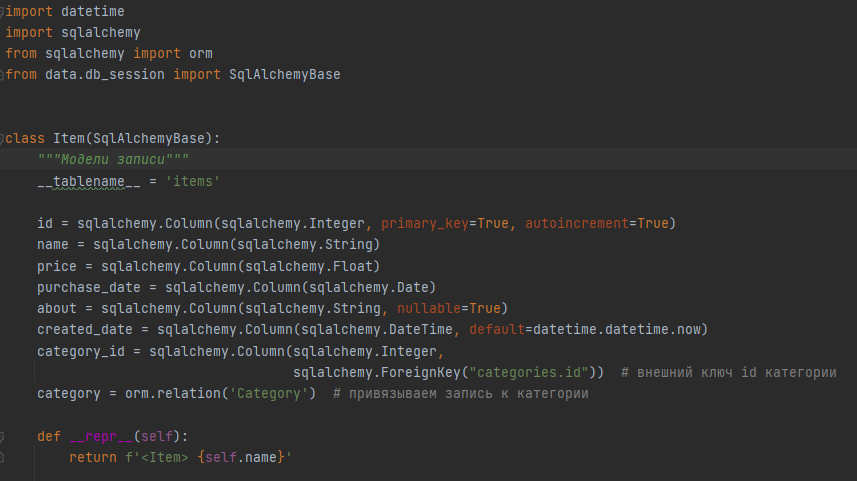 import datetime
import sqlalchemy
from sqlalchemy import orm
from data.db_session import SqlAlchemyBase
class Item(SqlAlchemyBase):
"""Модели записи"""
__tablename__ = 'items'
id = sqlalchemy.Column(sqlalchemy.Integer, primary_key=True, autoincrement=True)
name = sqlalchemy.Column(sqlalchemy.String)
price = sqlalchemy.Column(sqlalchemy.Float)
purchase_date = sqlalchemy.Column(sqlalchemy.Date)
about = sqlalchemy.Column(sqlalchemy.String, nullable=True)
created_date = sqlalchemy.Column(sqlalchemy.DateTime, default=datetime.datetime.now)
category_id = sqlalchemy.Column(sqlalchemy.Integer,
sqlalchemy.ForeignKey("categories.id")) # внешний ключ id категории
category = orm.relation('Category') # привязываем запись к категории
def __repr__(self):
return f'<Item> {self.name}'